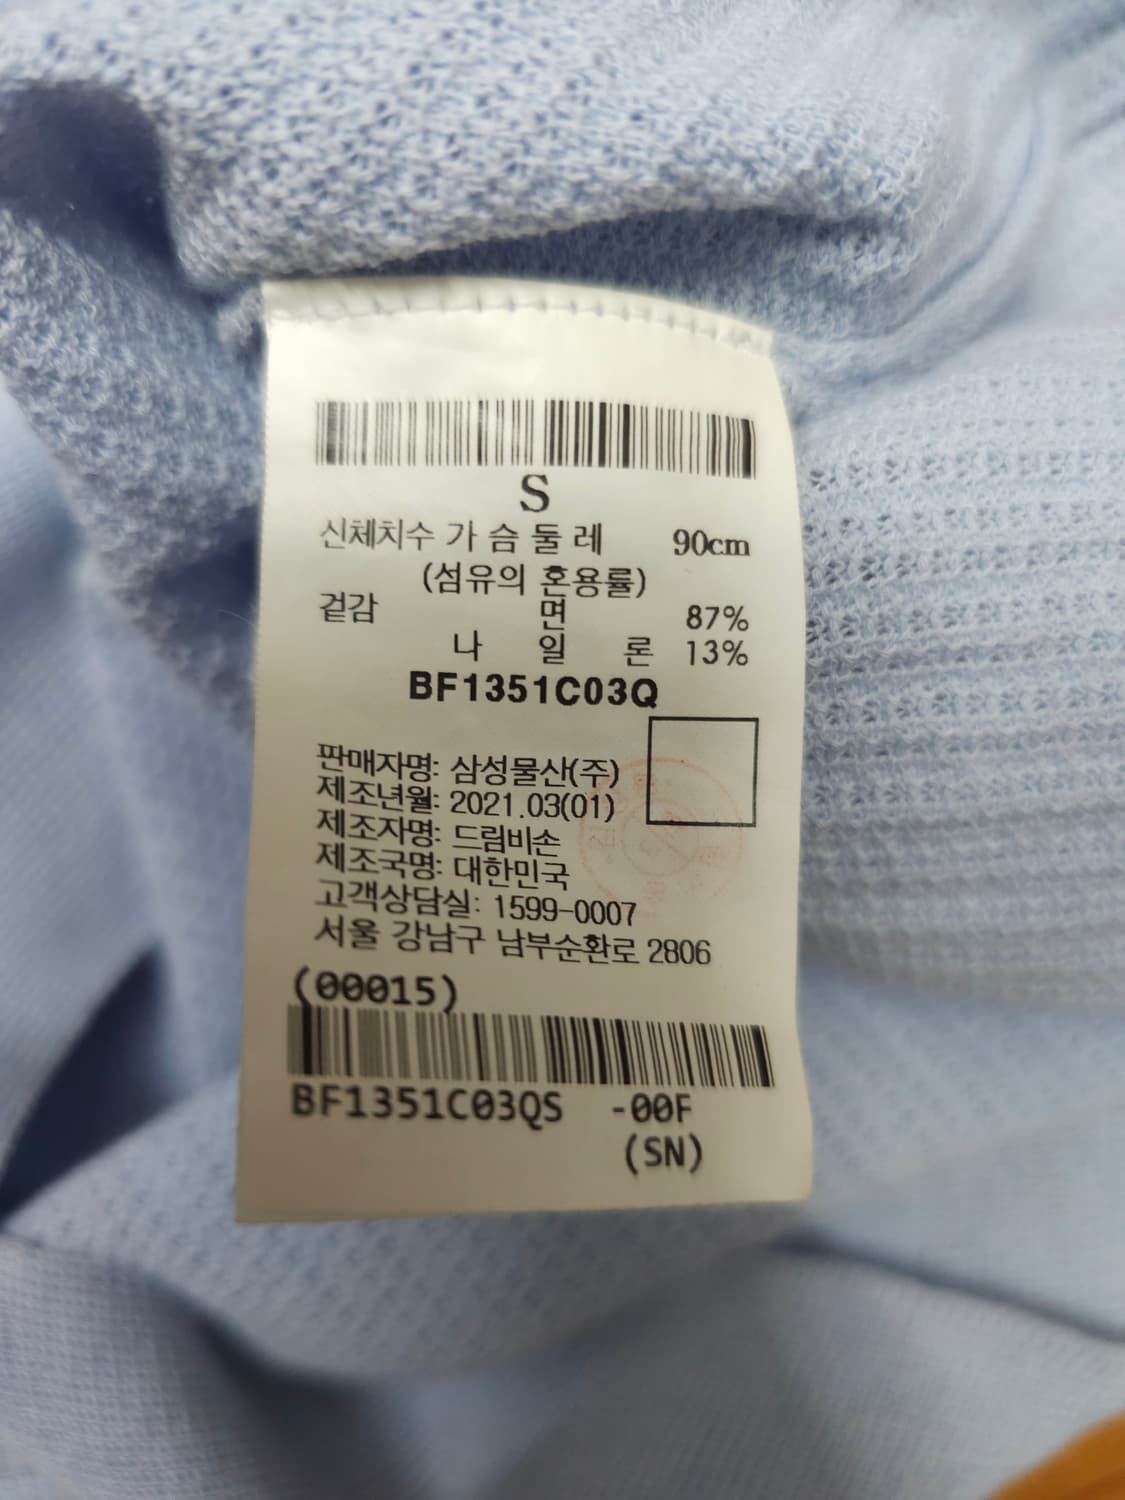 S
신체치수 가 슴 둘 레 90cm
(섬유의 혼용률)
겉감 면 87%
나 일 론 13%
BF1351C03Q
판매자명: 삼성물산(주)
제조년월: 2021.03(01)
제조자명: 드림비손
제조국명: 대한민국
고객상담실: 1599-0007
서울 강남구 남부순환로 2806
(00015)
BF1351C03QS -00F
(SN)